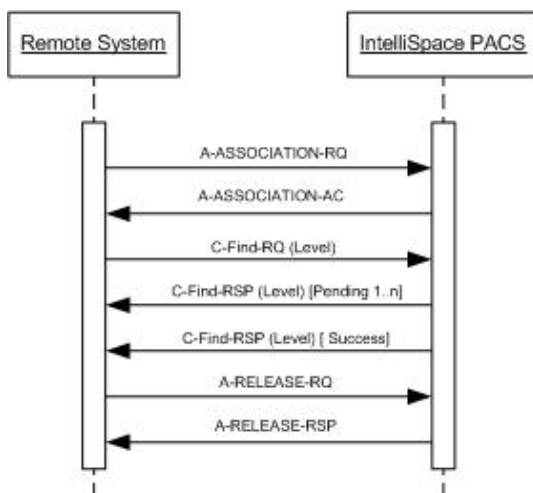 Remote System
IntelliSpace PACS
A-ASSOCIATION-RQ
A-ASSOCIATION-AC
C-Find-RQ (Level)
C-Find-RSP (Level) [Pending 1..n]
C-Find-RSP (Level) [ Success]
A-RELEASE-RQ
A-RELEASE-RSP